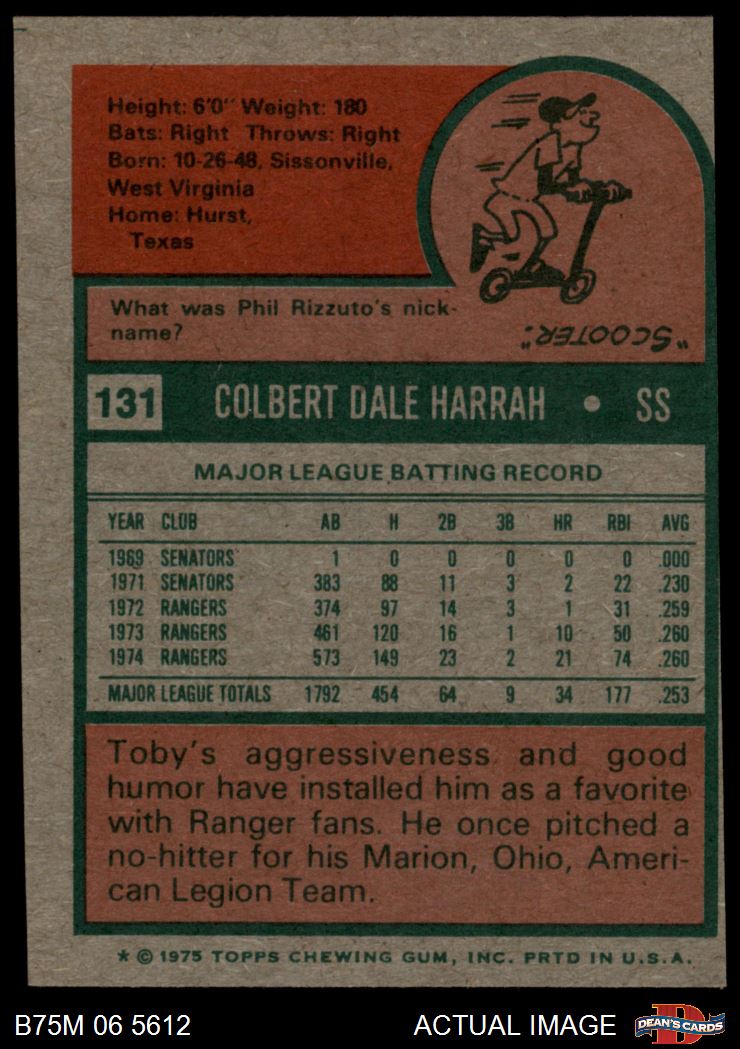 Height: 6'0" Weight: 180
Bats: Right Throws: Right
Born: 10-26-48, Sissonville,
West Virginia
Home: Hurst,
Texas
What was Phil Rizzuto's nick-
name?
"SCOOTER."
131 COLBERT DALE HARRAH • SS
MAJOR LEAGUE BATTING RECORD
YEAR CLUB AB H 2B 3B HR RBI AVG
1969 SENATORS 1 0 0 0 0 0 .000
1971 SENATORS 383 88 11 3 2 22 .230
1972 RANGERS 374 97 14 3 1 31 .259
1973 RANGERS 461 120 16 1 10 50 .260
1974 RANGERS 573 149 23 2 21 74 .260
MAJOR LEAGUE TOTALS 1792 454 64 9 34 177 .253
Toby's aggressiveness and good
humor have installed him as a favorite
with Ranger fans. He once pitched a
no-hitter for his Marion, Ohio, Ameri-
can Legion Team.
* © 1975 TOPPS CHEWING GUM, INC. PRTD IN U.S.A.
B75M 06 5612 ACTUAL IMAGE D DEAN'S CARDS